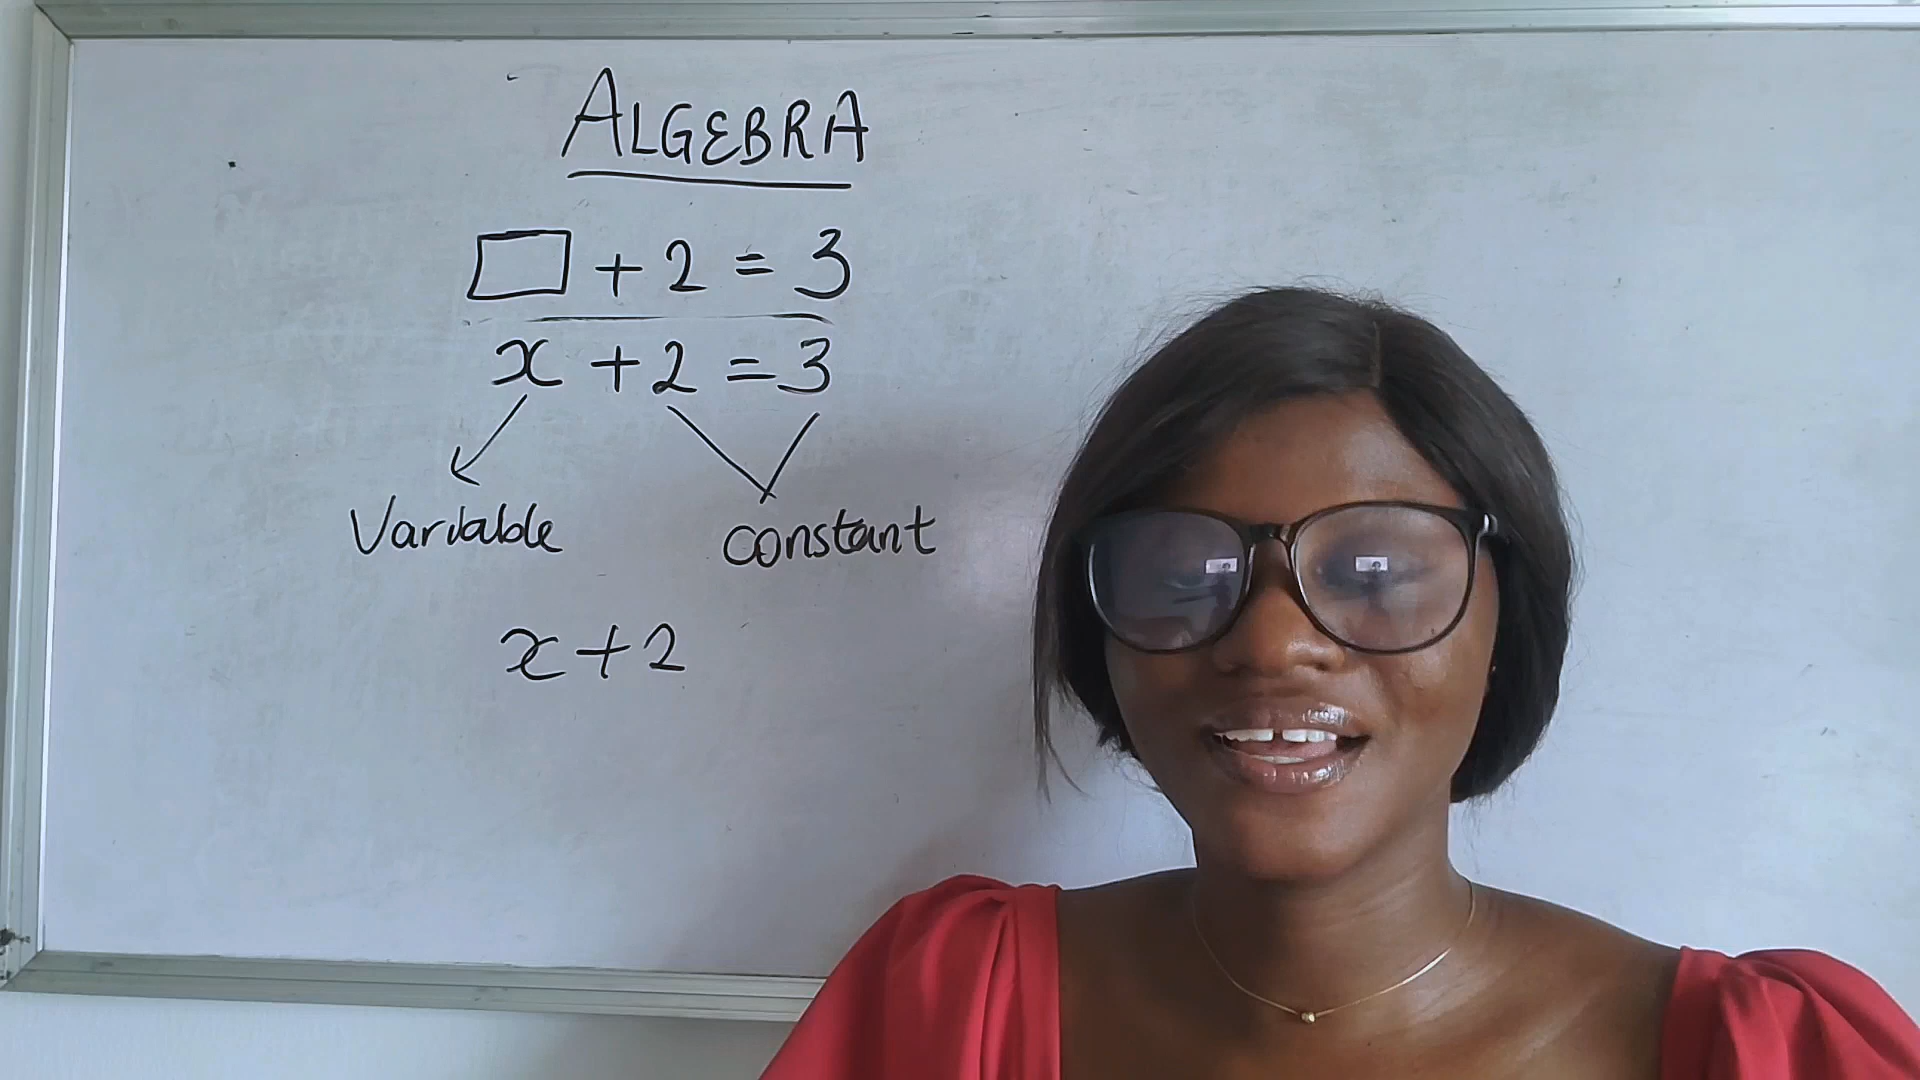 ALGEBRA
□ + 2 = 3
x + 2 = 3
Variable constant
x + 2